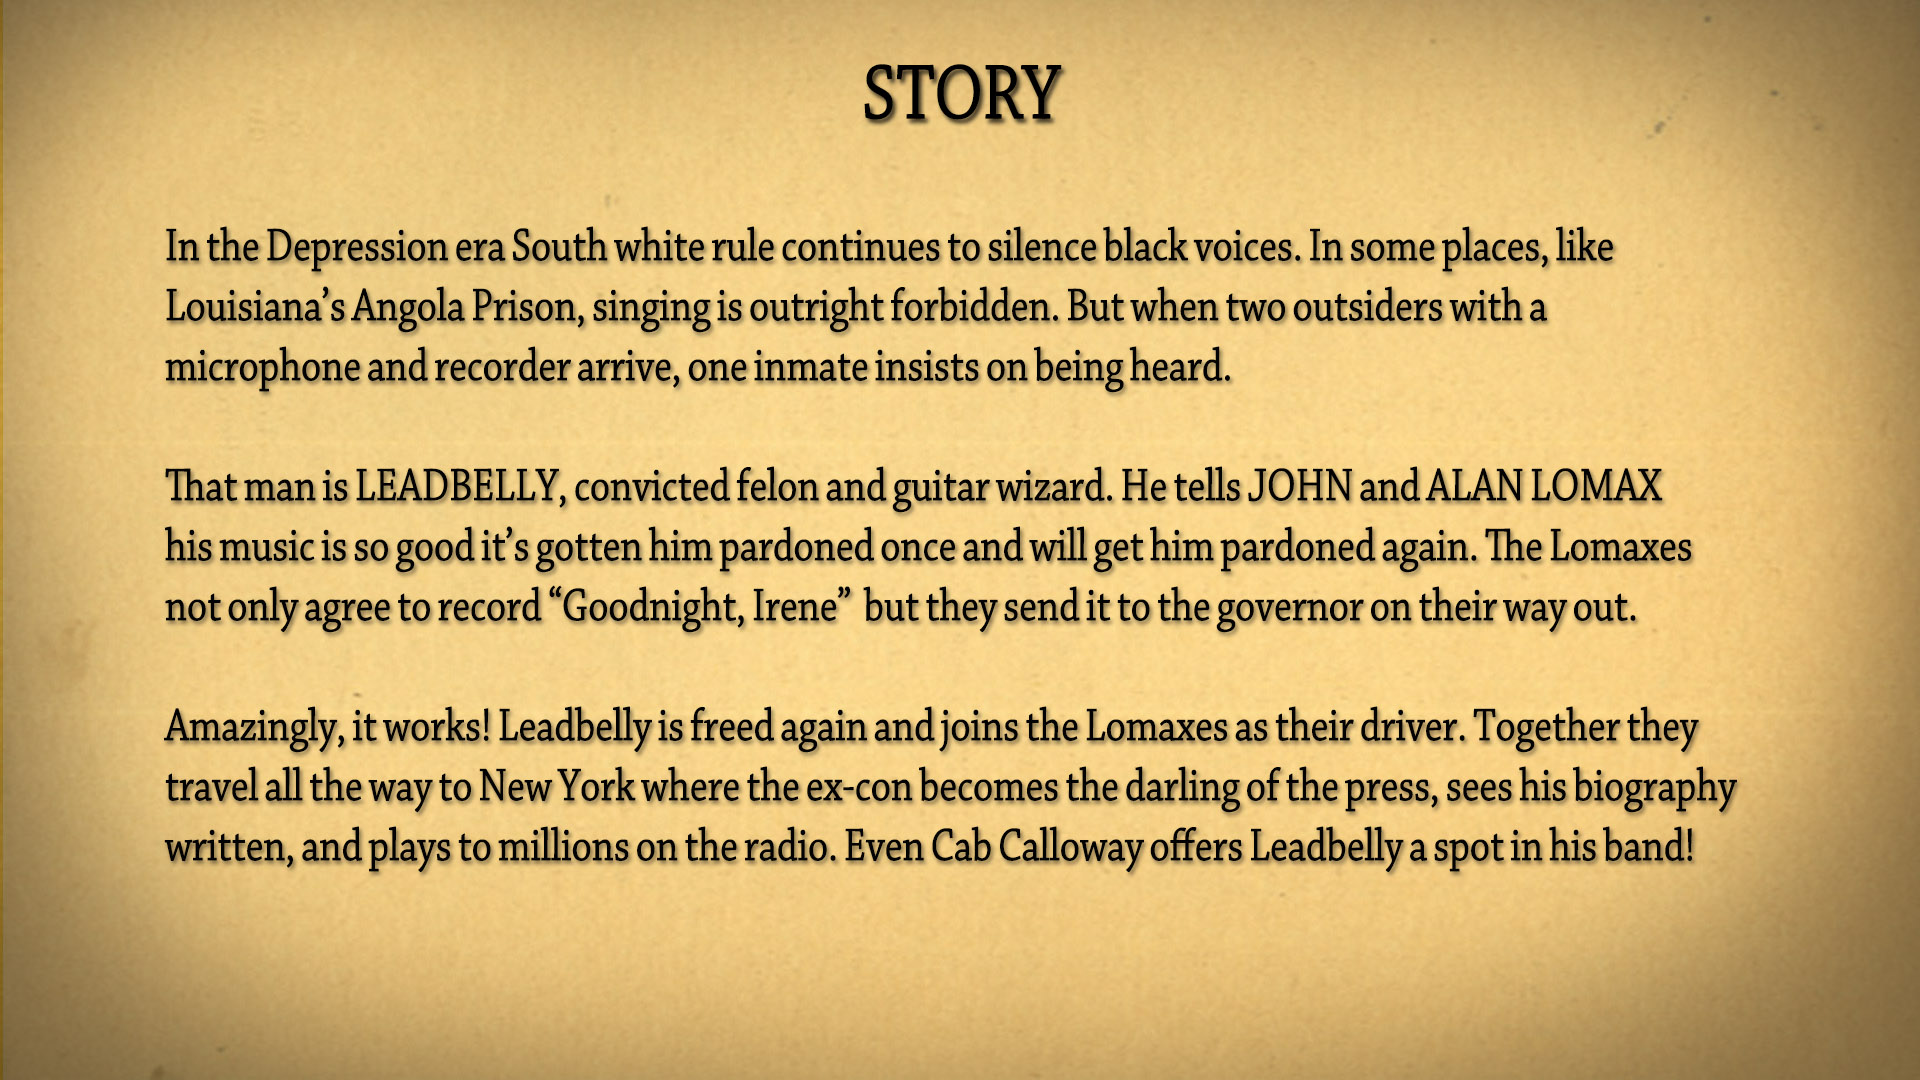 STORY
In the Depression era South white rule continues to silence black voices. In some places, like
Louisiana’s Angola Prison, singing is outright forbidden. But when two outsiders with a
microphone and recorder arrive, one inmate insists on being heard.
That man is LEADBELLY, convicted felon and guitar wizard. He tells JOHN and ALAN LOMAX
his music is so good it’s gotten him pardoned once and will get him pardoned again. The Lomaxes
not only agree to record “Goodnight, Irene” but they send it to the governor on their way out.
Amazingly, it works! Leadbelly is freed again and joins the Lomaxes as their driver. Together they
travel all the way to New York where the ex-con becomes the darling of the press, sees his biography
written, and plays to millions on the radio. Even Cab Calloway offers Leadbelly a spot in his band!